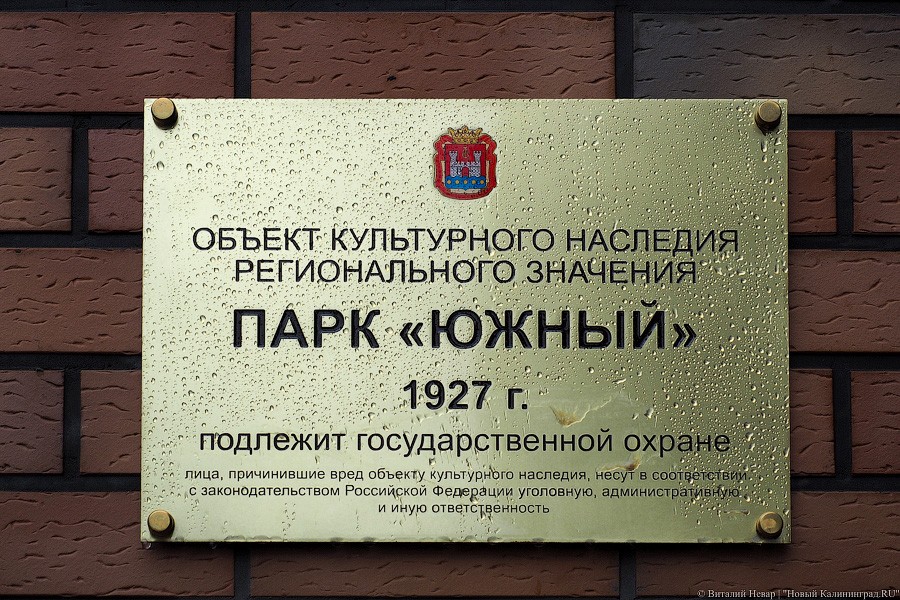 ОБЪЕКТ КУЛЬТУРНОГО НАСЛЕДИЯ
РЕГИОНАЛЬНОГО ЗНАЧЕНИЯ
ПАРК «ЮЖНЫЙ»
1927 г.
подлежит государственной охране
лица, причинившие вред объекту культурного наследия, несут в соответствии
с законодательством Российской Федерации уголовную, административную
и иную ответственность
© Виталий Невар | "Новый Калининград.RU"